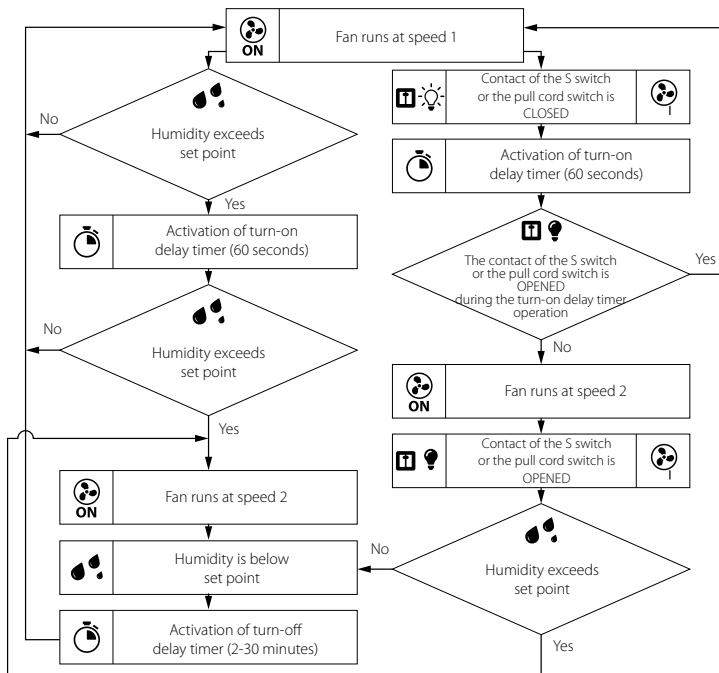 ON
Fan runs at speed 1
Humidity exceeds
set point
No
Yes
Activation of turn-on
delay timer (60 seconds)
Humidity exceeds
set point
No
Yes
ON
Fan runs at speed 2
Humidity is below
set point
Activation of turn-off
delay timer (2-30 minutes)
Contact of the S switch
or the pull cord switch is
CLOSED
Activation of turn-on
delay timer (60 seconds)
The contact of the S switch
or the pull cord switch is
OPENED
during the turn-on delay timer
operation
Yes
No
ON
Fan runs at speed 2
Contact of the S switch
or the pull cord switch is
OPENED
Humidity exceeds
set point
No
Yes